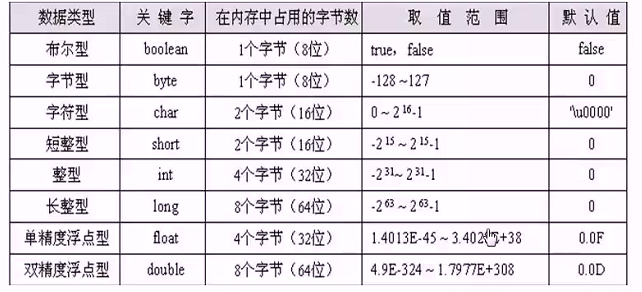 数据类型 关 键 字 在内存中占用的字节数 取 值 范 围 默 认 值
布尔型 boolean 1个字节（8位） true，false false
字节型 byte 1个字节（8位） -128～127 0
字符型 char 2个字节（16位） 0～2^16-1 '\u0000'
短整型 short 2个字节（16位） -2^15～2^15-1 0
整型 int 4个字节（32位） -2^31～2^31-1 0
长整型 long 8个字节（64位） -2^63～2^63-1 0
单精度浮点型 float 4个字节（32位） 1.4013E-45～ 0.0F
双精度浮点型 double 8个字节（64位） 4.9E-324～1.7977E+308 0.0D